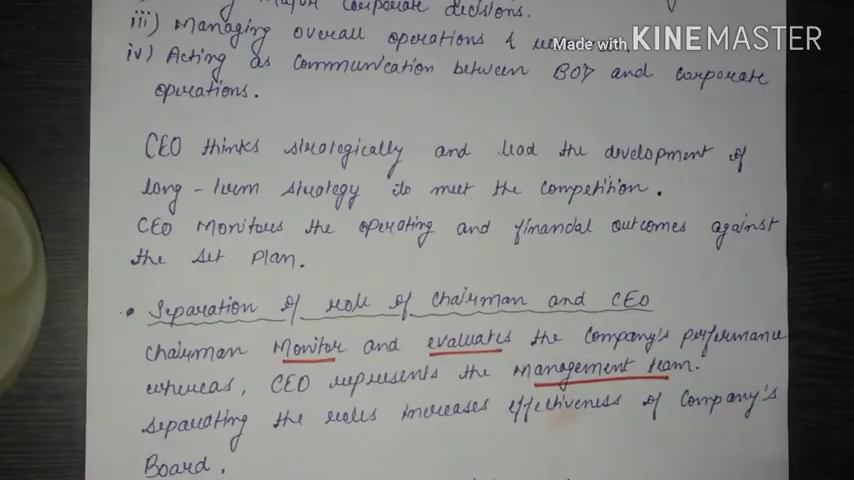 Major Corporate decisions.
iii) Managing overall operations &
Made with KINEMASTER
iv) Acting as Communication between BOD and corporate
operations.
CEO thinks strategically and lead the development of
long-term strategy to meet the competition.
CEO Monitors the operating and financial outcomes against
the set plan.
• Separation of role of Chairman and CEO
Chairman Monitor and evaluates the Company's performance
whereas, CEO represents the Management team.
Separating the roles increases effectiveness of Company's
Board.